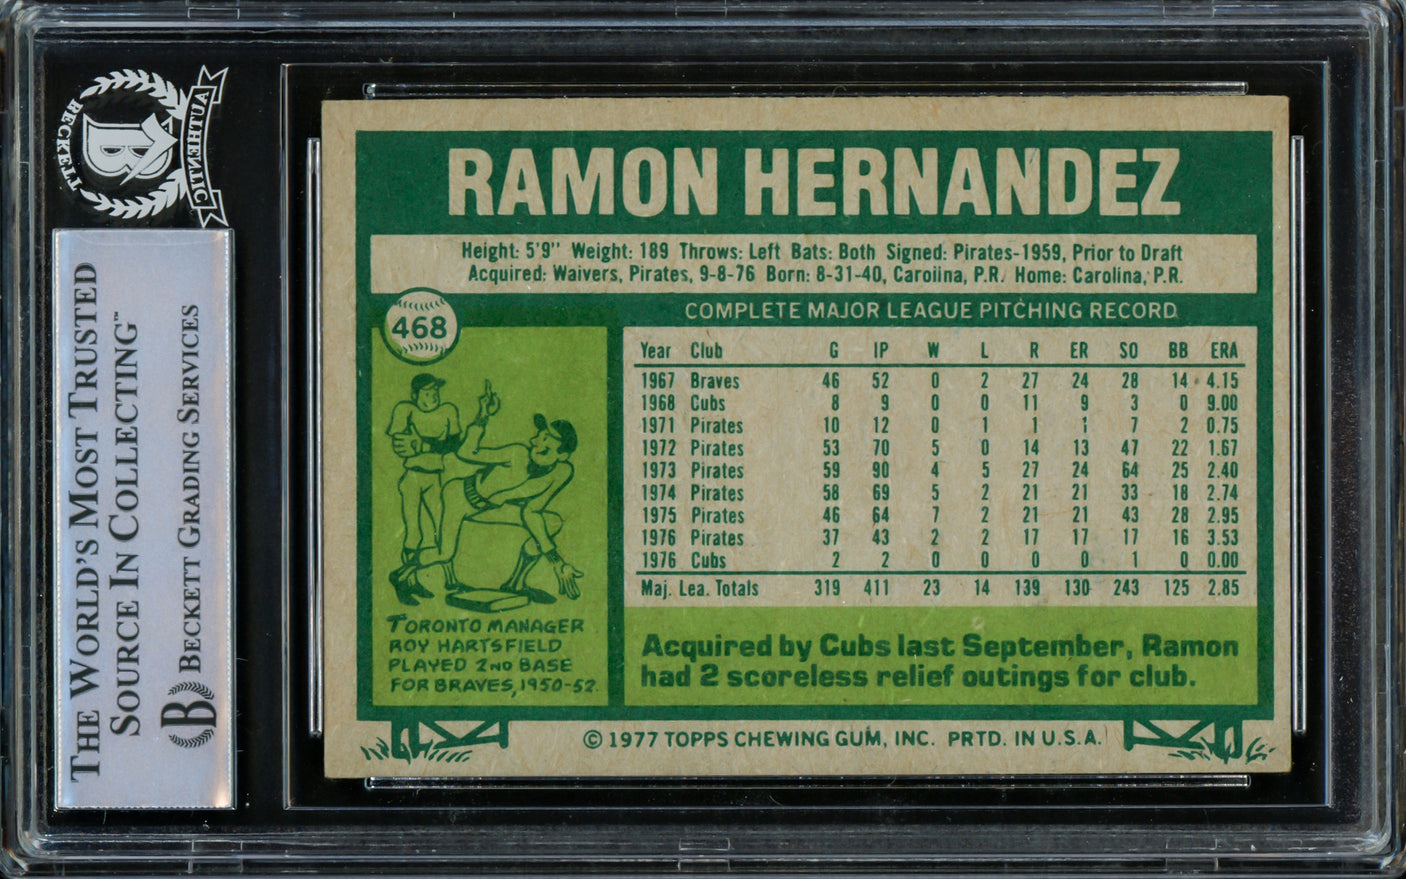 BECKETT
AUTHENTIC
B
THE WORLD'S MOST TRUSTED
SOURCE IN COLLECTING™
BECKETT GRADING SERVICES
B
RAMON HERNANDEZ
Height: 5'9" Weight: 189 Throws: Left Bats: Both Signed: Pirates-1959, Prior to Draft
Acquired: Waivers, Pirates, 9-8-76 Born: 8-31-40, Carolina, P.R. Home: Carolina, P.R.
468
COMPLETE MAJOR LEAGUE PITCHING RECORD
Year Club G IP W L R ER SO BB ERA
1967 Braves 46 52 0 2 27 24 28 14 4.15
1968 Cubs 8 9 0 0 11 9 3 0 9.00
1971 Pirates 10 12 0 1 1 1 7 2 0.75
1972 Pirates 53 70 5 0 14 13 47 22 1.67
1973 Pirates 59 90 4 5 27 24 64 25 2.40
1974 Pirates 58 69 5 2 21 21 33 18 2.74
1975 Pirates 46 64 7 2 21 21 43 28 2.95
1976 Pirates 37 43 2 2 17 17 17 16 3.53
1976 Cubs 2 2 0 0 0 0 1 0 0.00
Maj. Lea. Totals 319 411 23 14 139 130 243 125 2.85
TORONTO MANAGER
ROY HARTSFIELD
PLAYED 2ND BASE
FOR BRAVES, 1950-52.
Acquired by Cubs last September, Ramon
had 2 scoreless relief outings for club.
© 1977 TOPPS CHEWING GUM, INC. PRTD. IN U.S.A.